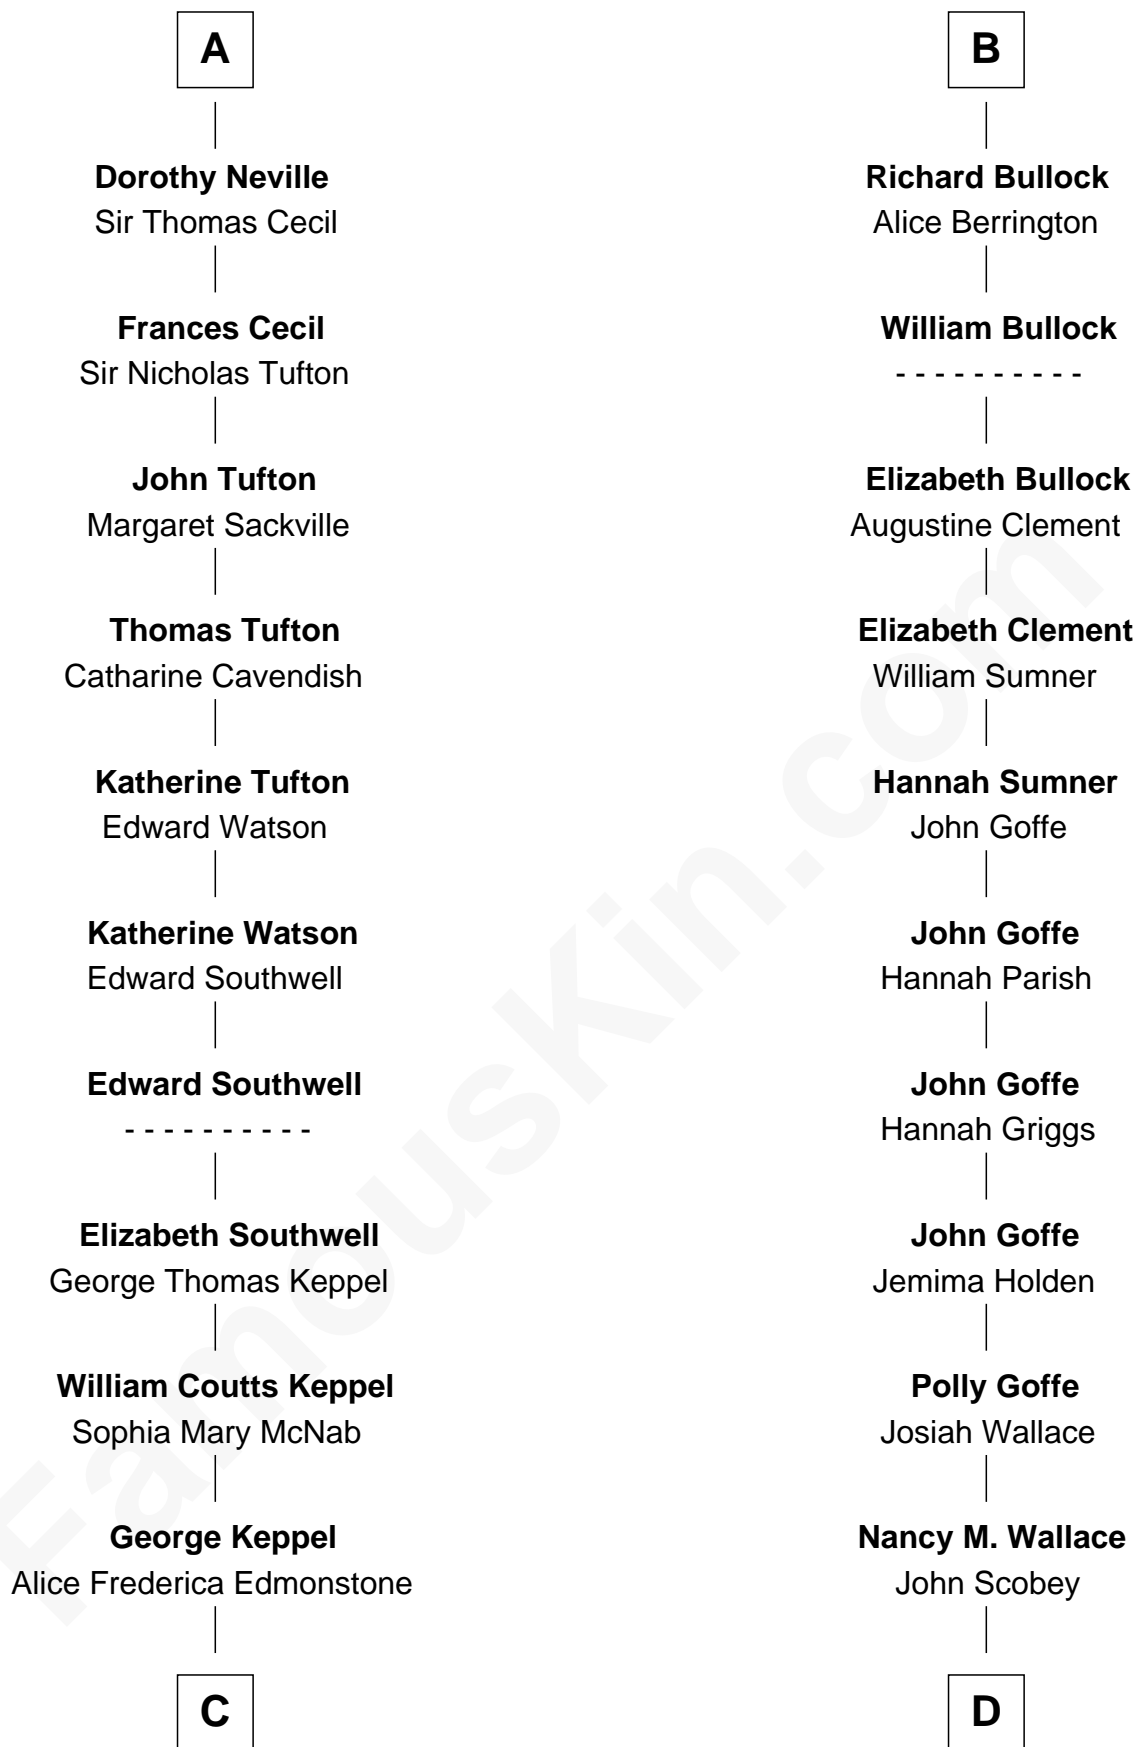 A
Dorothy Neville
Sir Thomas Cecil
Frances Cecil
Sir Nicholas Tufton
John Tufton
Margaret Sackville
Thomas Tufton
Catharine Cavendish
Katherine Tufton
Edward Watson
Katherine Watson
Edward Southwell
Edward Southwell
- - - - - - - - - -
Elizabeth Southwell
George Thomas Keppel
William Coutts Keppel
Sophia Mary McNab
George Keppel
Alice Frederica Edmonstone
C
B
Richard Bullock
Alice Berrington
William Bullock
- - - - - - - - - -
Elizabeth Bullock
Augustine Clement
Elizabeth Clement
William Sumner
Hannah Sumner
John Goffe
John Goffe
Hannah Parish
John Goffe
Hannah Griggs
John Goffe
Jemima Holden
Polly Goffe
Josiah Wallace
Nancy M. Wallace
John Scobey
D
FamousKin.com